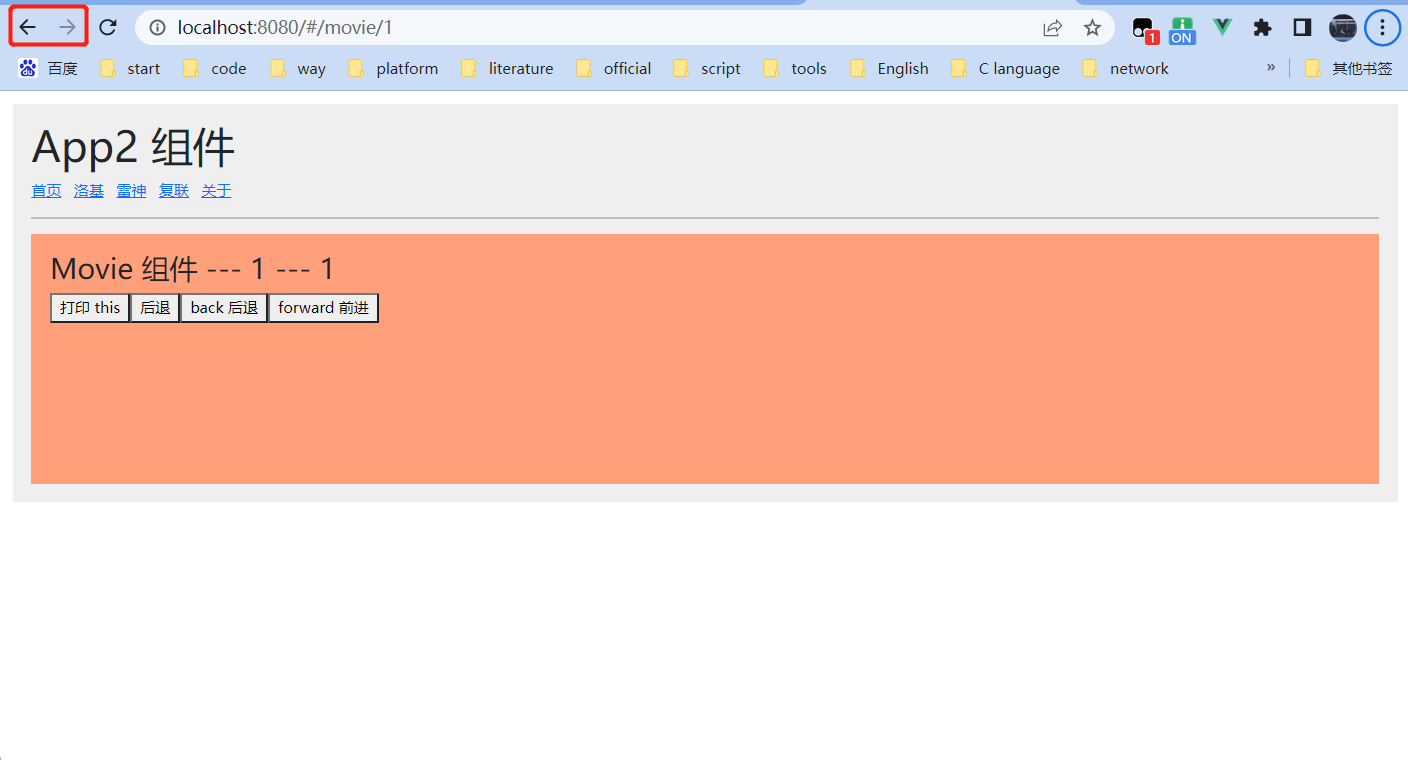 localhost:8080/#/movie/1
1
ON
百度 start code way platform literature official script tools English C language network » 其他书签
App2 组件
首页 洛基 雷神 复联 关于
Movie 组件 --- 1 --- 1
打印 this 后退 back 后退 forward 前进